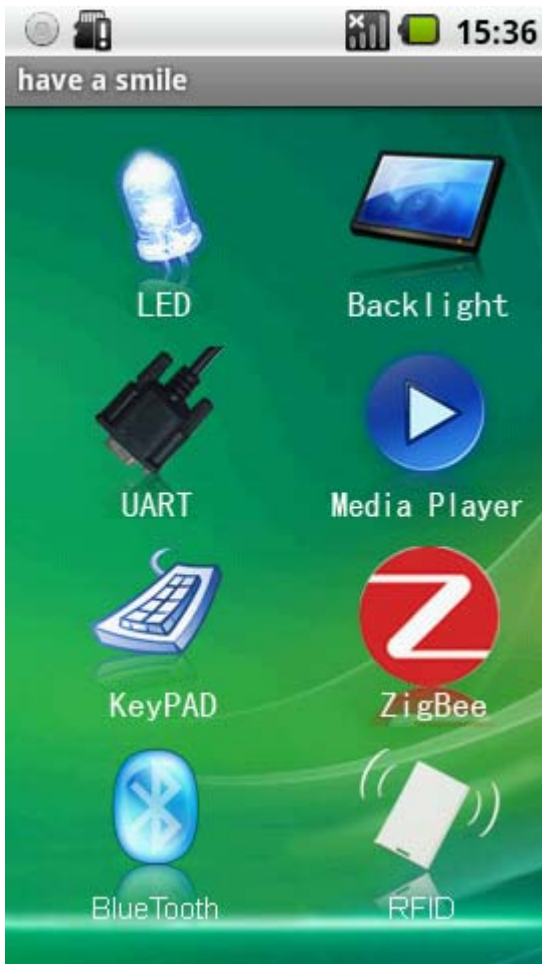 15:36
have a smile
LED
Backlight
UART
Media Player
KeyPAD
ZigBee
BlueTooth
RFID